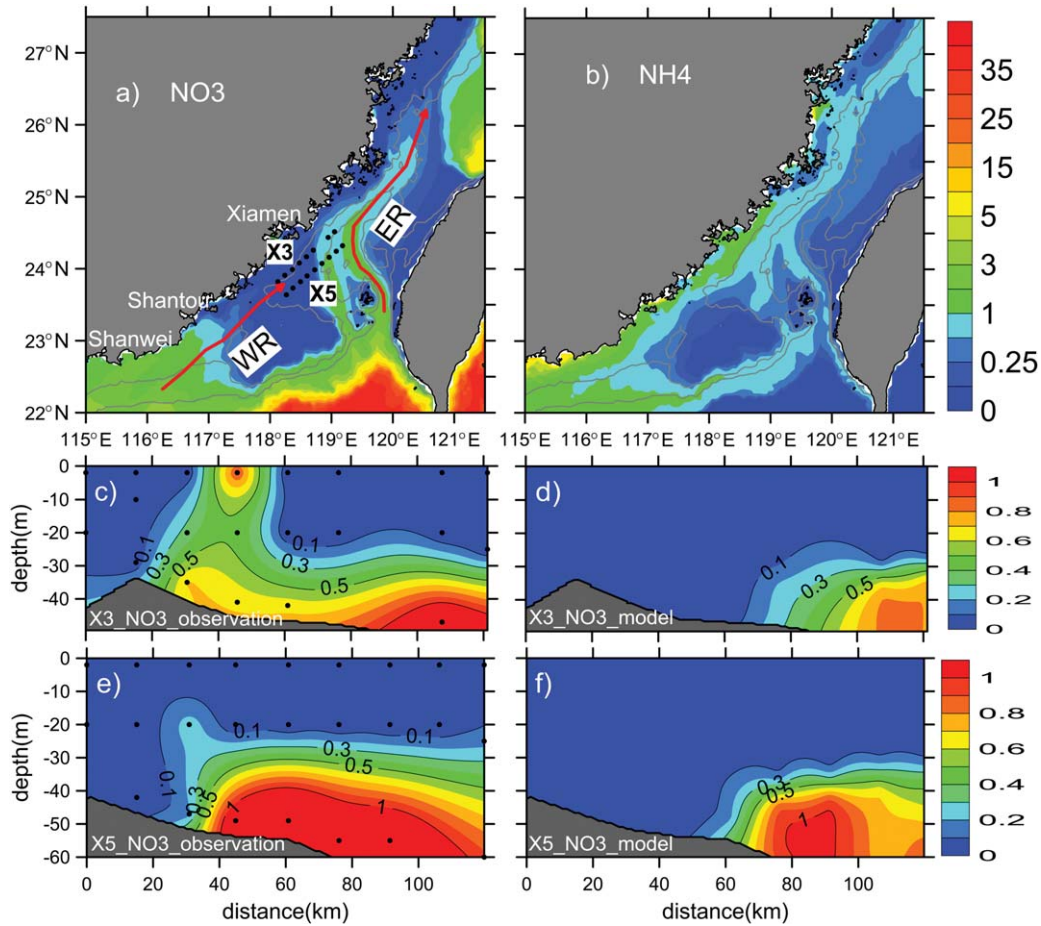 27°N
26°N
25°N
24°N
23°N
22°N
a) NO3
Xiamen
X3
ER
X5
Shantou
Shanwei
WR
115°E 116°E 117°E 118°E 119°E 120°E 121°E
b) NH4
115°E 116°E 117°E 118°E 119°E 120°E 121°E
35
25
15
5
3
1
0.25
0
depth(m)
0
-10
-20
-30
-40
c)
0.1
0.3
0.5
0.1
0.3
0.5
X3_NO3_observation
d)
0.1
0.3
0.5
X3_NO3_model
1
0.8
0.6
0.4
0.2
0
depth(m)
0
-10
-20
-30
-40
-50
-60
e)
0.1
0.3
0.5
1
0.1
0.3
0.5
1
X5_NO3_observation
0 20 40 60 80 100
distance(km)
f)
0.3
0.5
1
X5_NO3_model
0 20 40 60 80 100
distance(km)
1
0.8
0.6
0.4
0.2
0